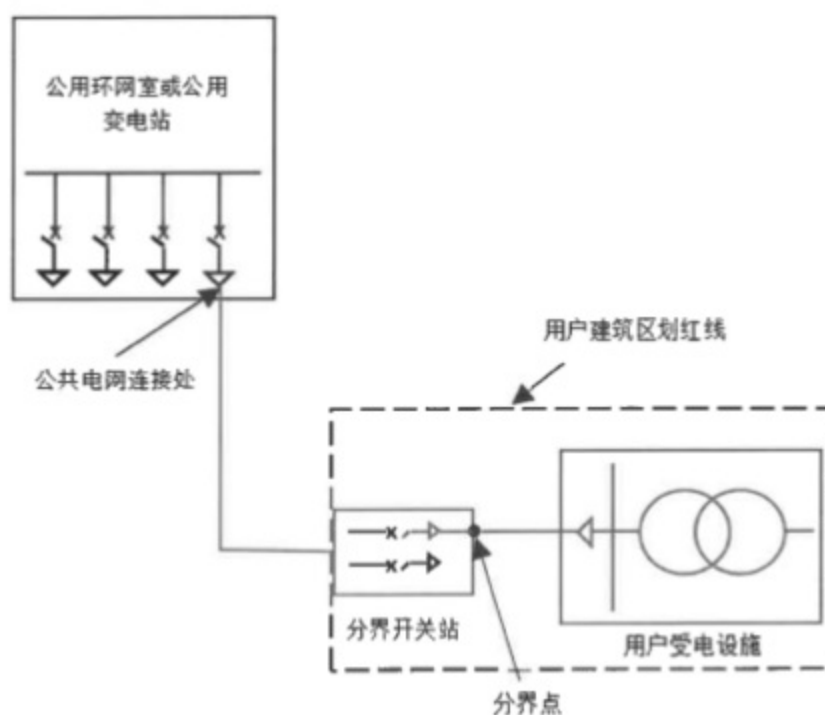 公用环网室或公用
变电站
公共电网连接处
用户建筑区划红线
分界开关站
用户受电设施
分界点